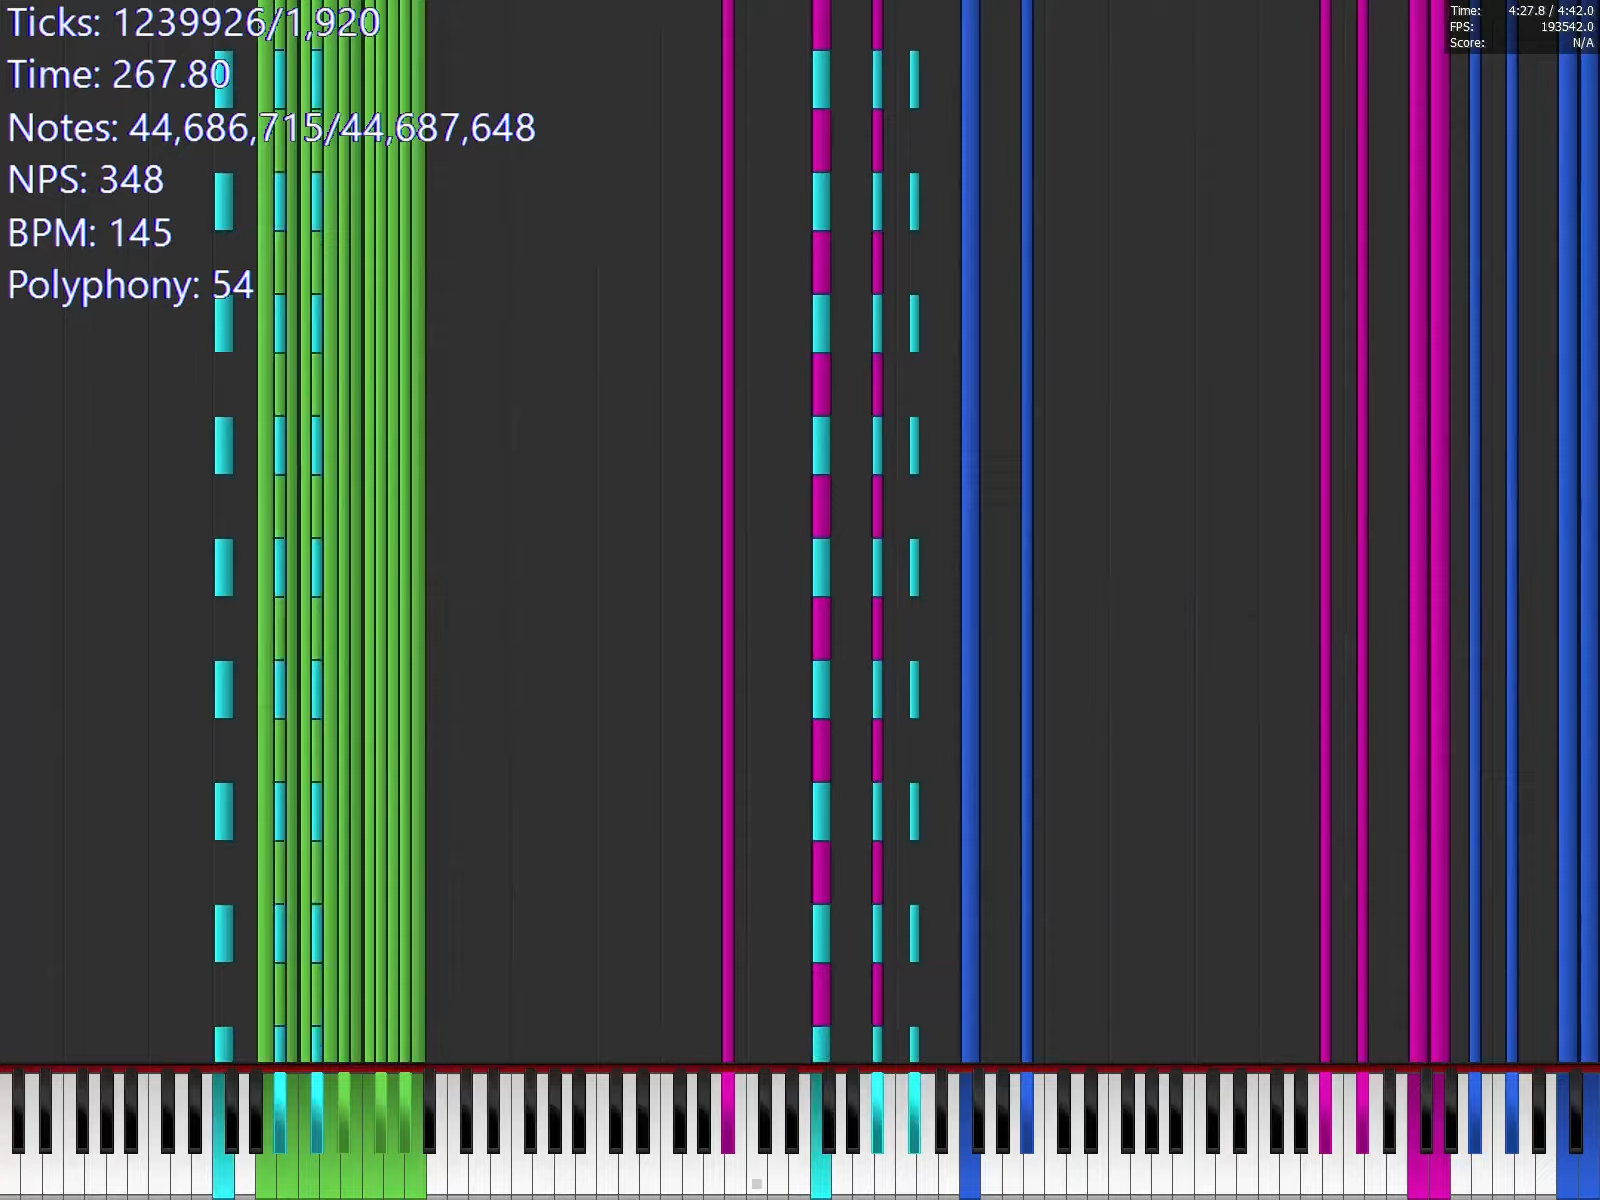 Ticks: 1239926/1,920
Time: 267.80
Notes: 44,686,715/44,687,648
NPS: 348
BPM: 145
Polyphony: 54
Time: 4:27.8 / 4:42.0
FPS: 193542.0
Score: N/A